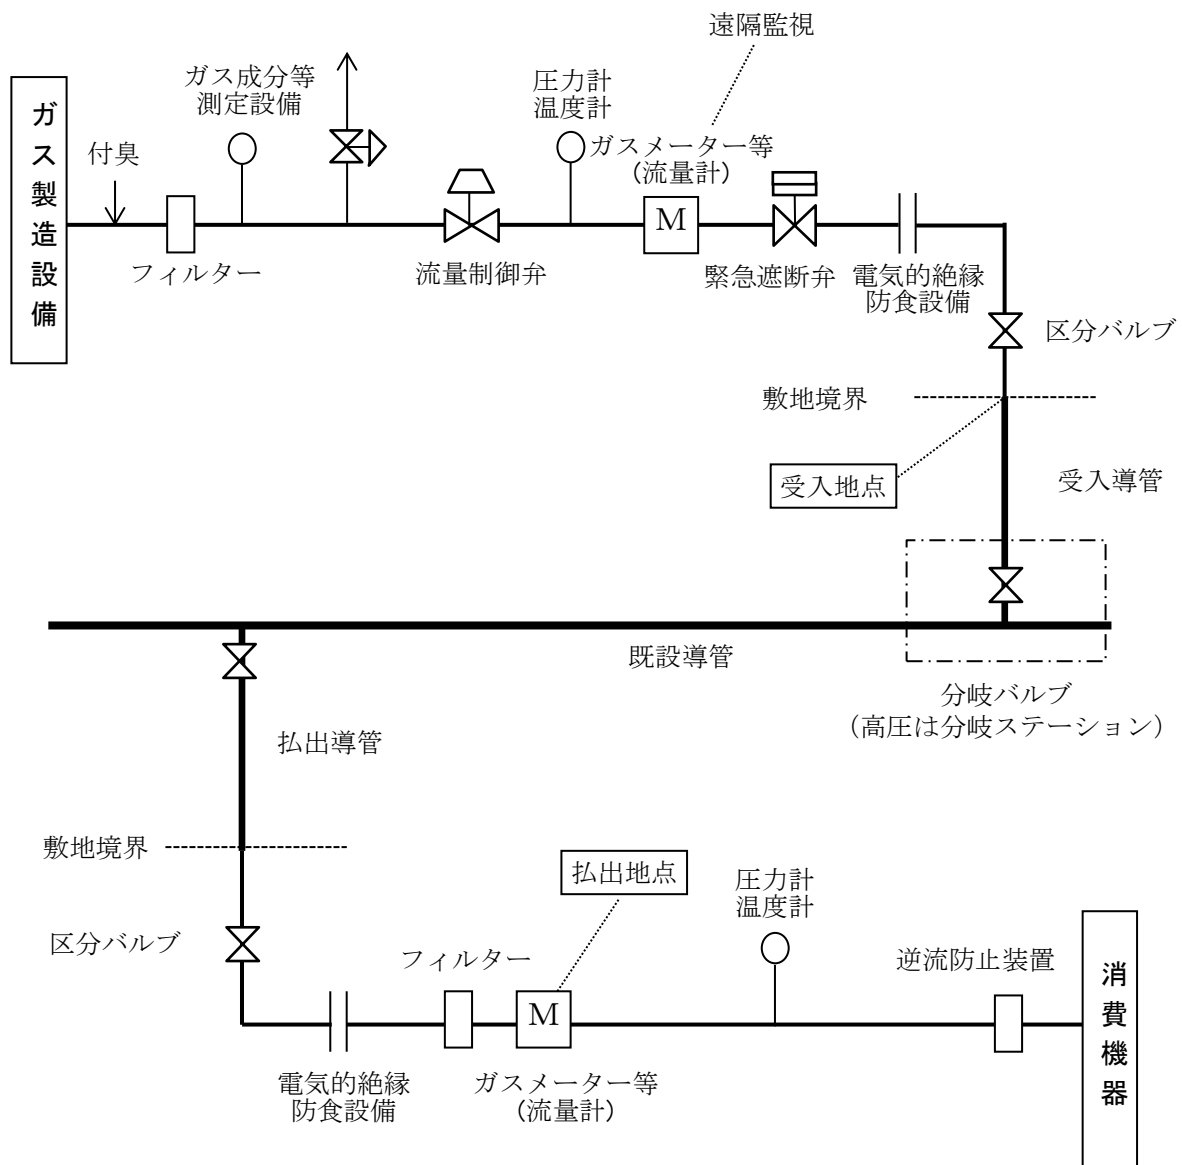 遠隔監視
ガス成分等
測定設備
圧力計
温度計
ガス製造設備
付臭
ガスメーター等
（流量計）
M
フィルター
流量制御弁
緊急遮断弁
電気的絶縁
防食設備
区分バルブ
敷地境界
受入地点
受入導管
既設導管
分岐バルブ
（高圧は分岐ステーション）
払出導管
敷地境界
払出地点
圧力計
温度計
区分バルブ
フィルター
逆流防止装置
消費機器
M
電気的絶縁
防食設備
ガスメーター等
（流量計）